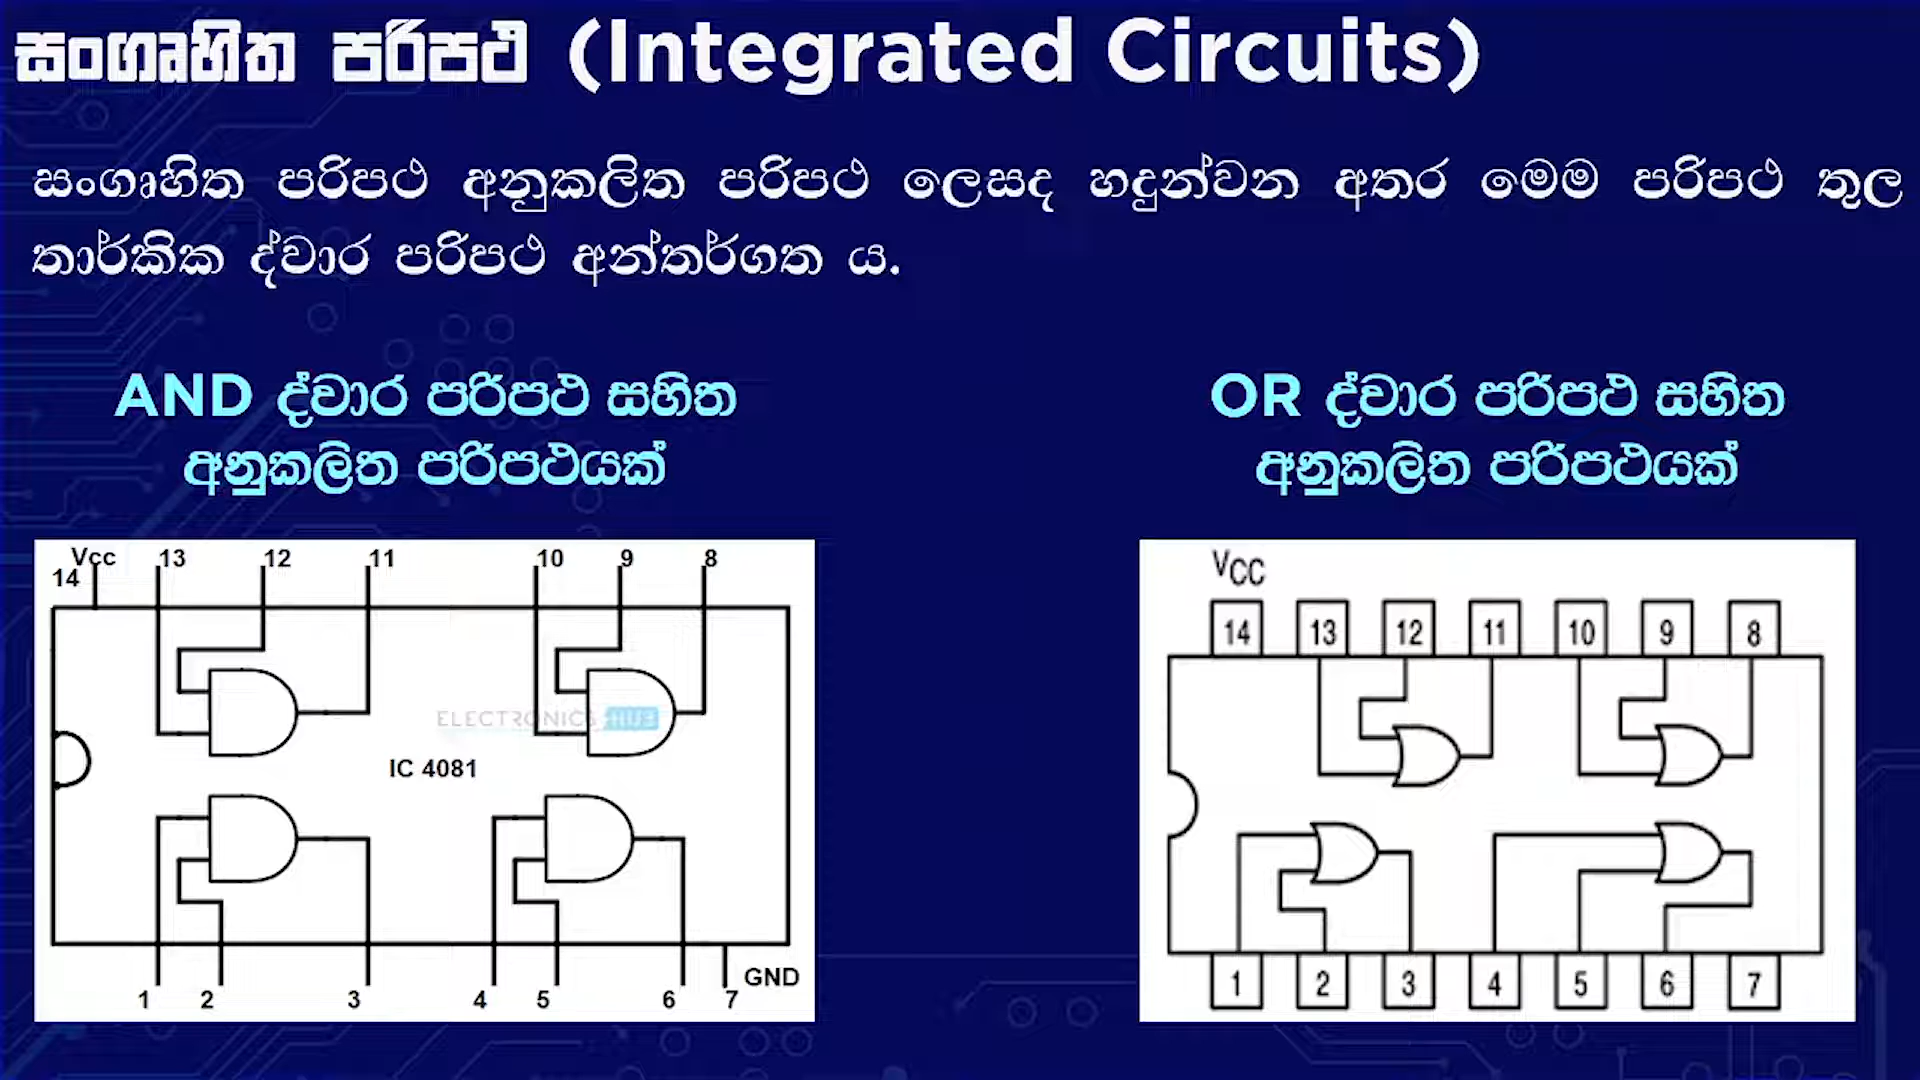 සංගෘහිත පරිපථ (Integrated Circuits)
සංගෘහිත පරිපථ අනුකලිත පරිපථ ලෙසද හදුන්වන අතර මෙම පරිපථ තුල
තාර්කික ද්වාර පරිපථ අන්තර්ගත ය.
AND ද්වාර පරිපථ සහිත
අනුකලිත පරිපථයක්
Vcc 13 12 11 10 9 8
14
ELECTRONICS HUB
IC 4081
GND
1 2 3 4 5 6 7
OR ද්වාර පරිපථ සහිත
අනුකලිත පරිපථයක්
VCC
14 13 12 11 10 9 8
1 2 3 4 5 6 7